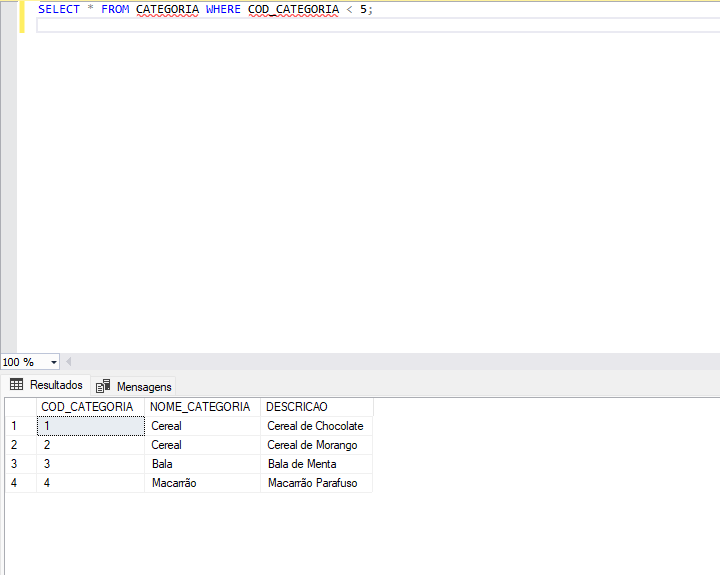 SELECT * FROM CATEGORIA WHERE COD_CATEGORIA < 5;
100 %
Resultados Mensagens
COD_CATEGORIA NOME_CATEGORIA DESCRICAO
1 1 Cereal Cereal de Chocolate
2 2 Cereal Cereal de Morango
3 3 Bala Bala de Menta
4 4 Macarrão Macarrão Parafuso